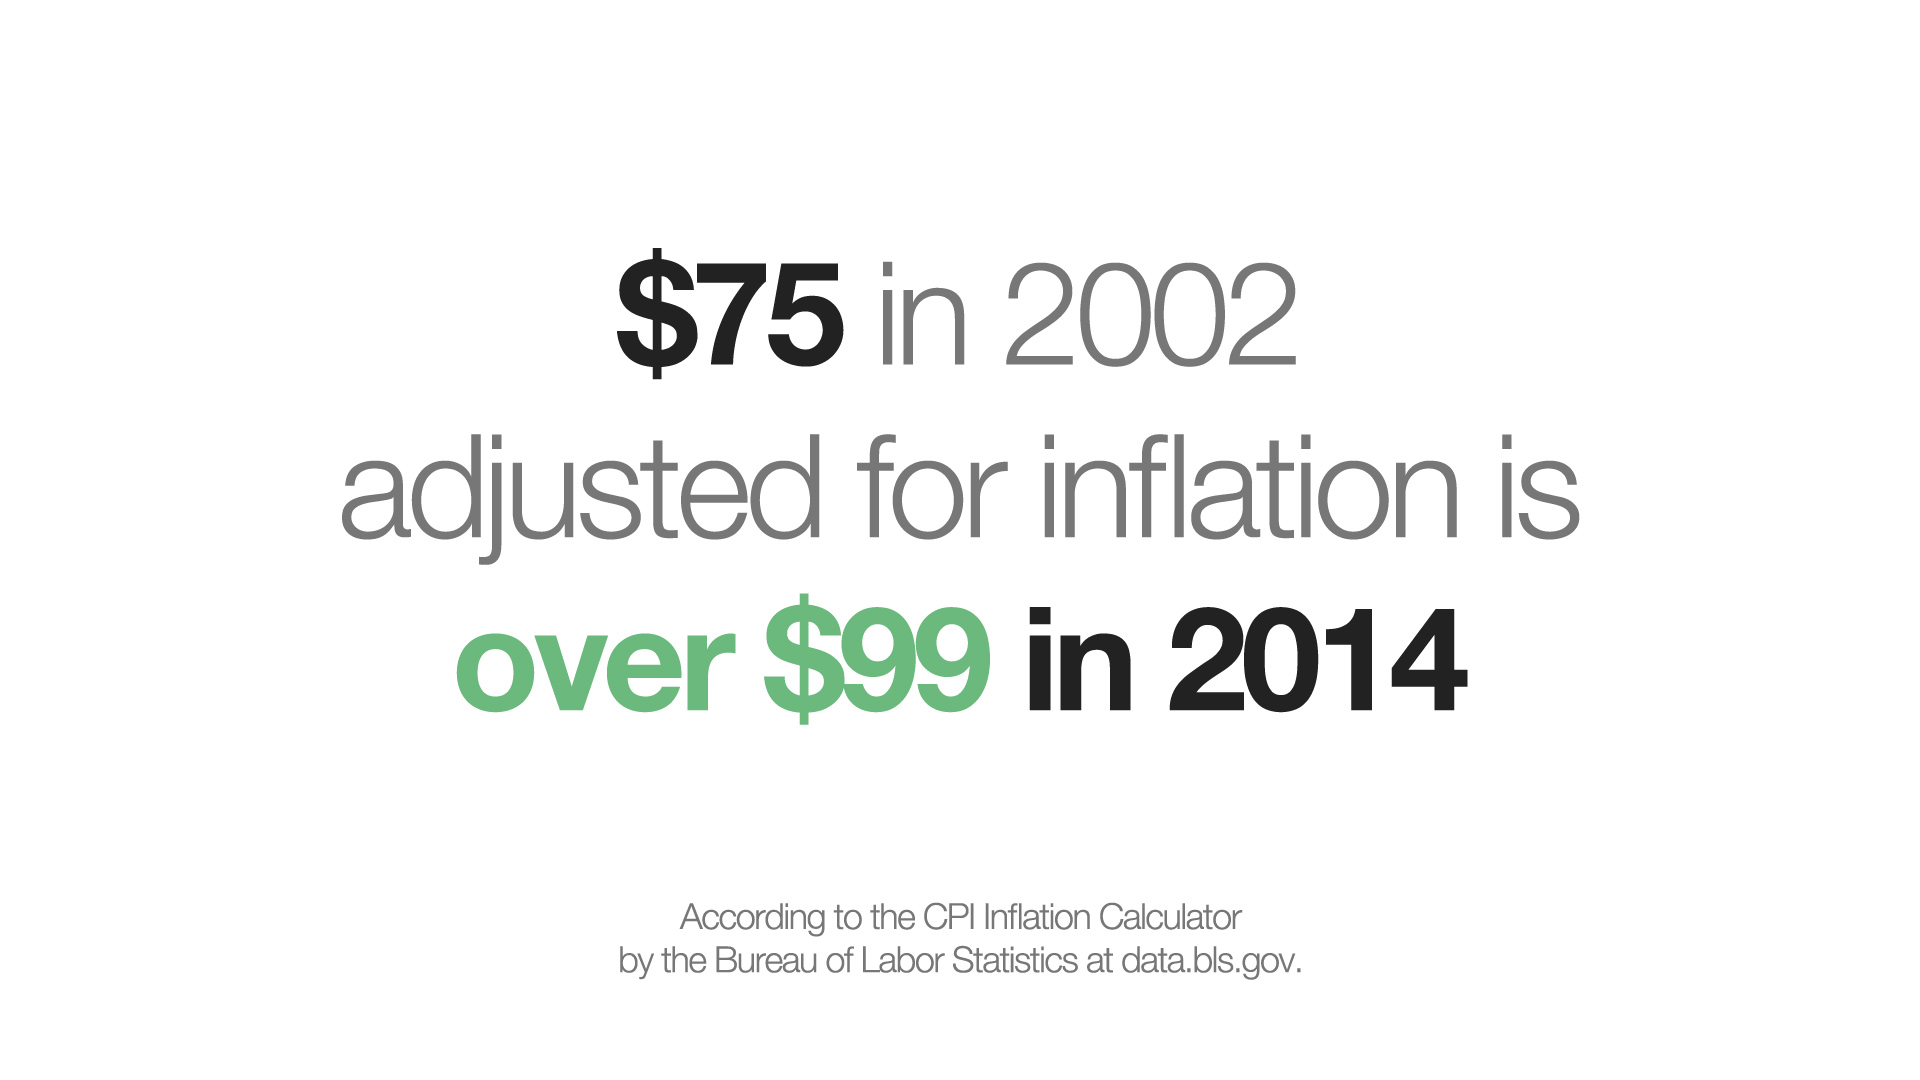 $75 in 2002
adjusted for inflation is
over $99 in 2014
According to the CPI Inflation Calculator
by the Bureau of Labor Statistics at data.bls.gov.